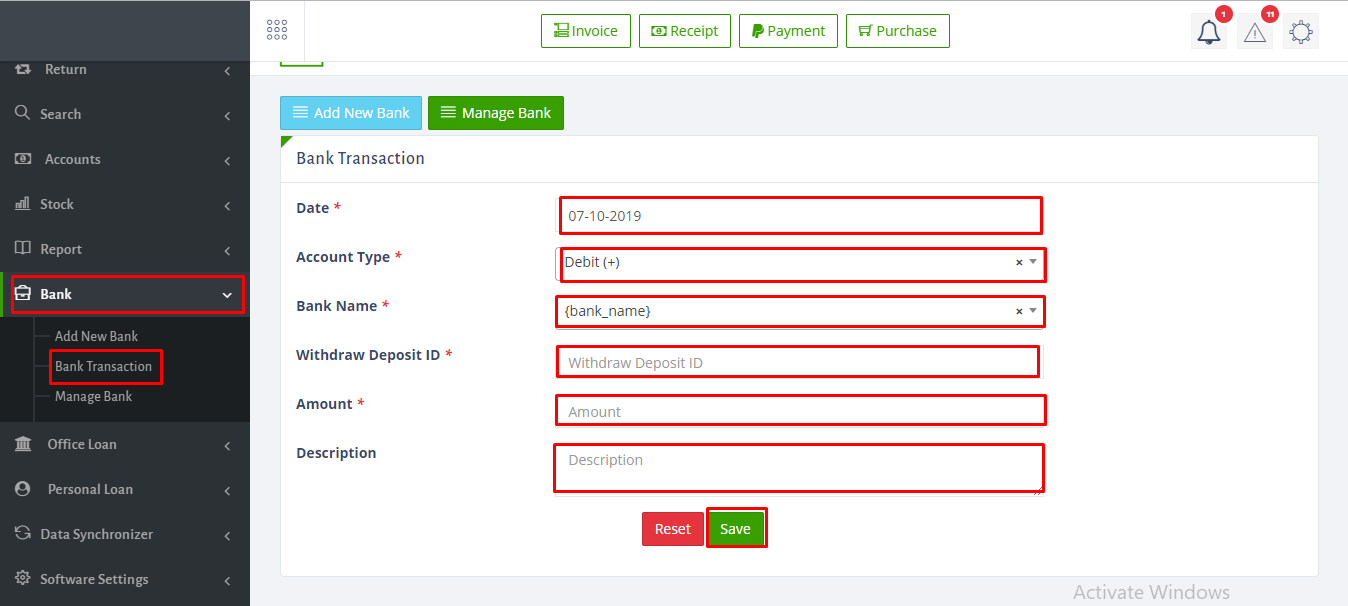 Invoice
Receipt
Payment
Purchase
1
11
Return
Search
Accounts
Stock
Report
Bank
Add New Bank
Bank Transaction
Manage Bank
Office Loan
Personal Loan
Data Synchronizer
Software Settings
Add New Bank
Manage Bank
Bank Transaction
Date *
07-10-2019
Account Type *
Debit (+)
×
Bank Name *
{bank_name}
×
Withdraw Deposit ID *
Withdraw Deposit ID
Amount *
Amount
Description
Description
Reset
Save
Activate Windows